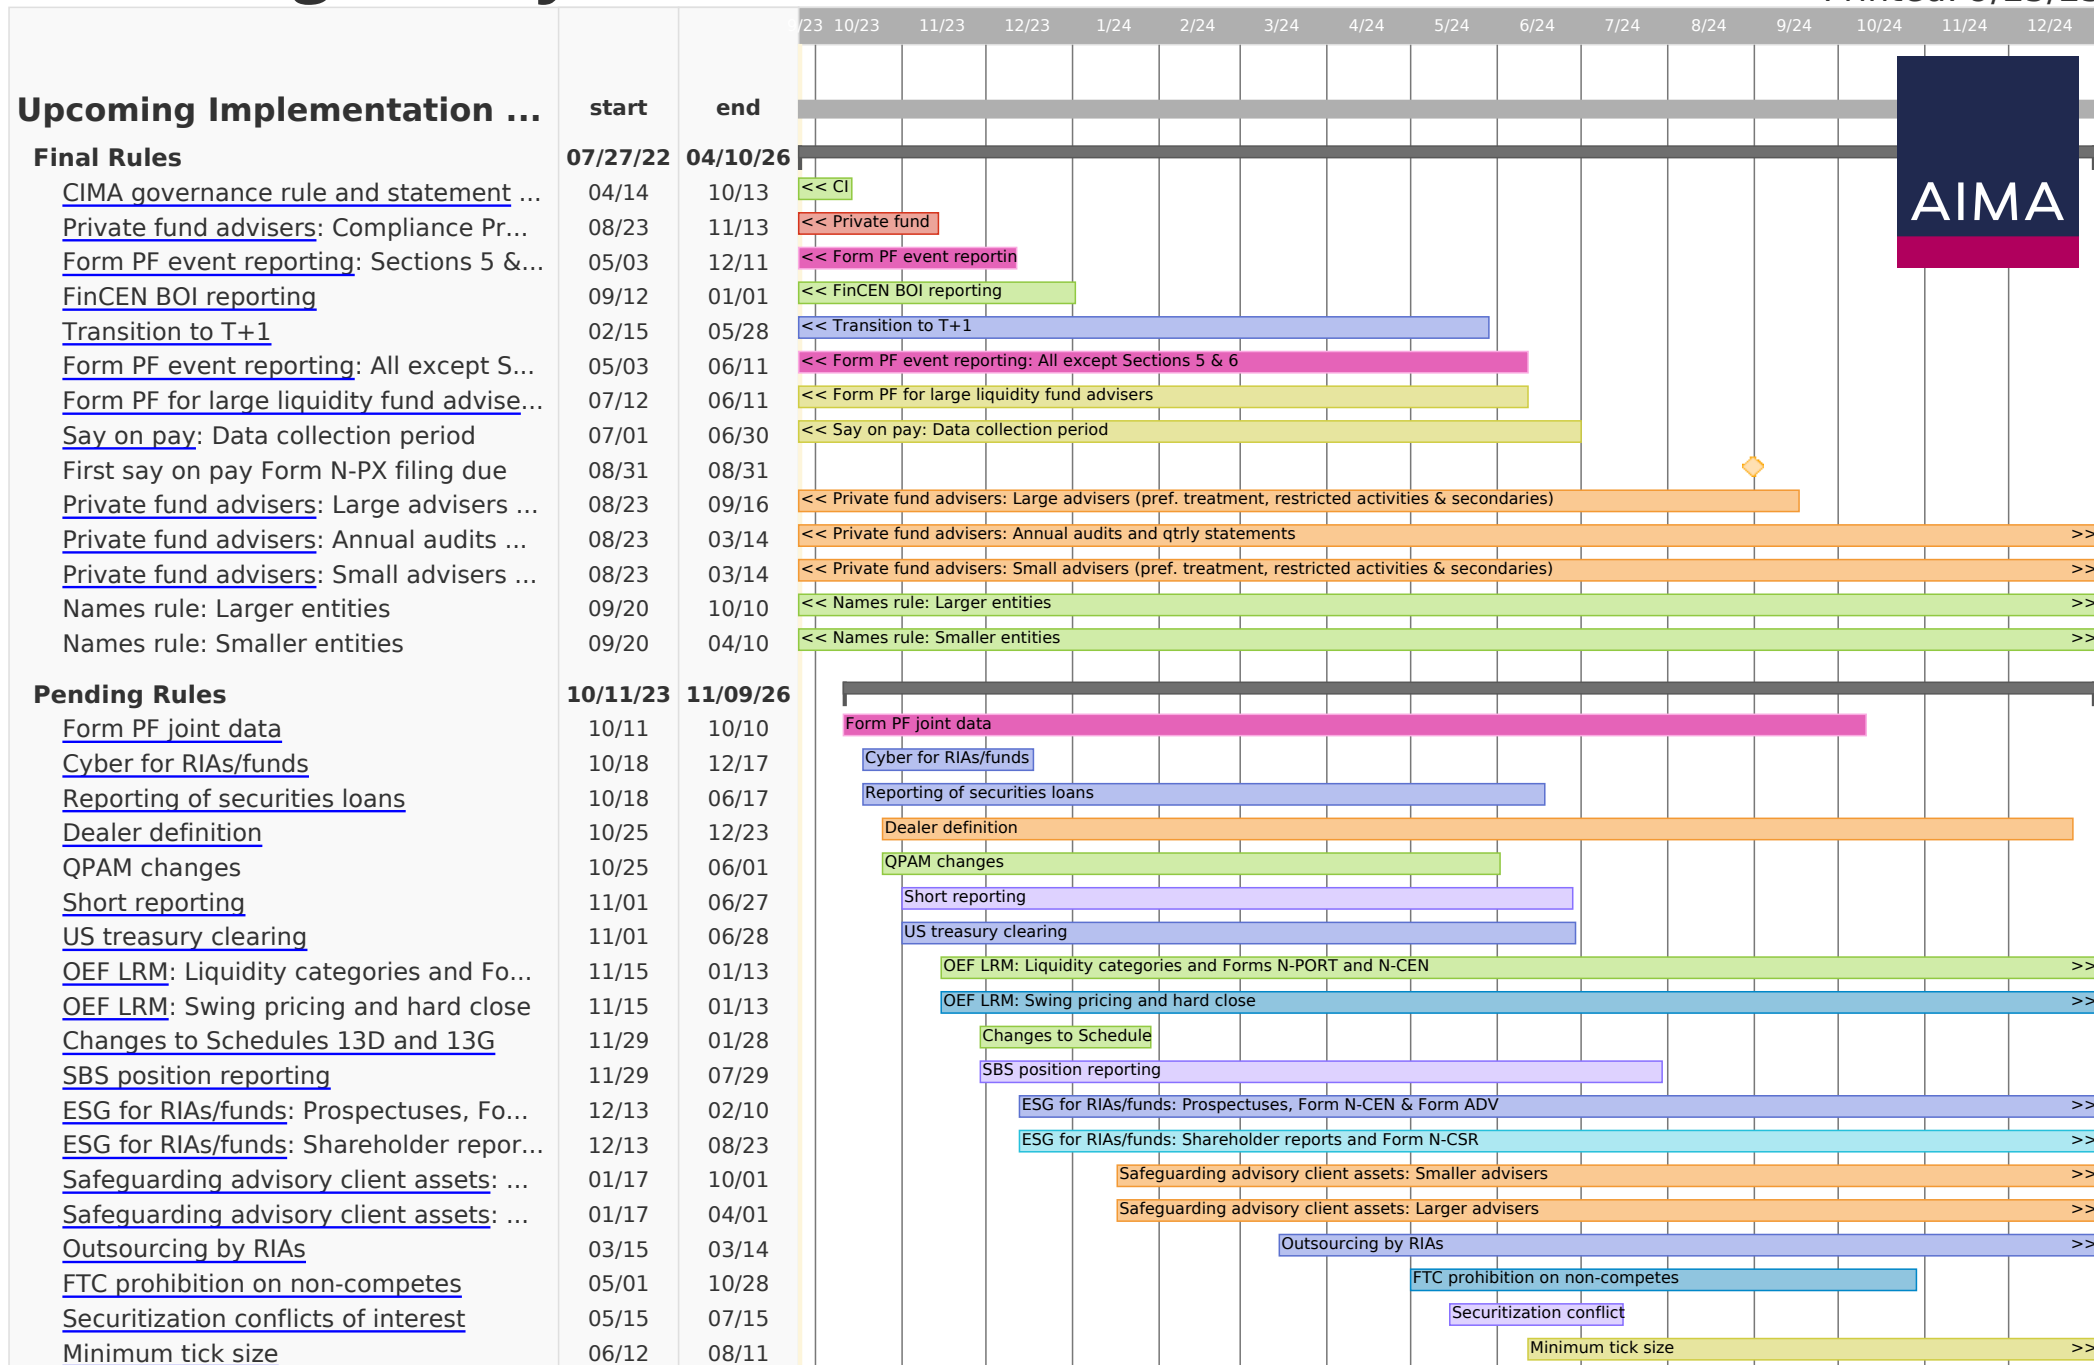 /23 10/23 11/23 12/23 1/24 2/24 3/24 4/24 5/24 6/24 7/24 8/24 9/24 10/24 11/24 12/24
Upcoming Implementation ... start end
Final Rules 07/27/22 04/10/26
CIMA governance rule and statement ... 04/14 10/13 << CI
Private fund advisers: Compliance Pr... 08/23 11/13 << Private fund
Form PF event reporting: Sections 5 &... 05/03 12/11 << Form PF event reportin
FinCEN BOI reporting 09/12 01/01 << FinCEN BOI reporting
Transition to T+1 02/15 05/28 << Transition to T+1
Form PF event reporting: All except S... 05/03 06/11 << Form PF event reporting: All except Sections 5 & 6
Form PF for large liquidity fund advise... 07/12 06/11 << Form PF for large liquidity fund advisers
Say on pay: Data collection period 07/01 06/30 << Say on pay: Data collection period
First say on pay Form N-PX filing due 08/31 08/31
Private fund advisers: Large advisers ... 08/23 09/16 << Private fund advisers: Large advisers (pref. treatment, restricted activities & secondaries)
Private fund advisers: Annual audits ... 08/23 03/14 << Private fund advisers: Annual audits and qtrly statements >>
Private fund advisers: Small advisers ... 08/23 03/14 << Private fund advisers: Small advisers (pref. treatment, restricted activities & secondaries) >>
Names rule: Larger entities 09/20 10/10 << Names rule: Larger entities >>
Names rule: Smaller entities 09/20 04/10 << Names rule: Smaller entities >>
Pending Rules 10/11/23 11/09/26
Form PF joint data 10/11 10/10 Form PF joint data
Cyber for RIAs/funds 10/18 12/17 Cyber for RIAs/funds
Reporting of securities loans 10/18 06/17 Reporting of securities loans
Dealer definition 10/25 12/23 Dealer definition
QPAM changes 10/25 06/01 QPAM changes
Short reporting 11/01 06/27 Short reporting
US treasury clearing 11/01 06/28 US treasury clearing
OEF LRM: Liquidity categories and Fo... 11/15 01/13 OEF LRM: Liquidity categories and Forms N-PORT and N-CEN >>
OEF LRM: Swing pricing and hard close 11/15 01/13 OEF LRM: Swing pricing and hard close >>
Changes to Schedules 13D and 13G 11/29 01/28 Changes to Schedule
SBS position reporting 11/29 07/29 SBS position reporting
ESG for RIAs/funds: Prospectuses, Fo... 12/13 02/10 ESG for RIAs/funds: Prospectuses, Form N-CEN & Form ADV >>
ESG for RIAs/funds: Shareholder repor... 12/13 08/23 ESG for RIAs/funds: Shareholder reports and Form N-CSR >>
Safeguarding advisory client assets: ... 01/17 10/01 Safeguarding advisory client assets: Smaller advisers >>
Safeguarding advisory client assets: ... 01/17 04/01 Safeguarding advisory client assets: Larger advisers >>
Outsourcing by RIAs 03/15 03/14 Outsourcing by RIAs >>
FTC prohibition on non-competes 05/01 10/28 FTC prohibition on non-competes
Securitization conflicts of interest 05/15 07/15 Securitization conflict
Minimum tick size 06/12 08/11 Minimum tick size >>
AIMA